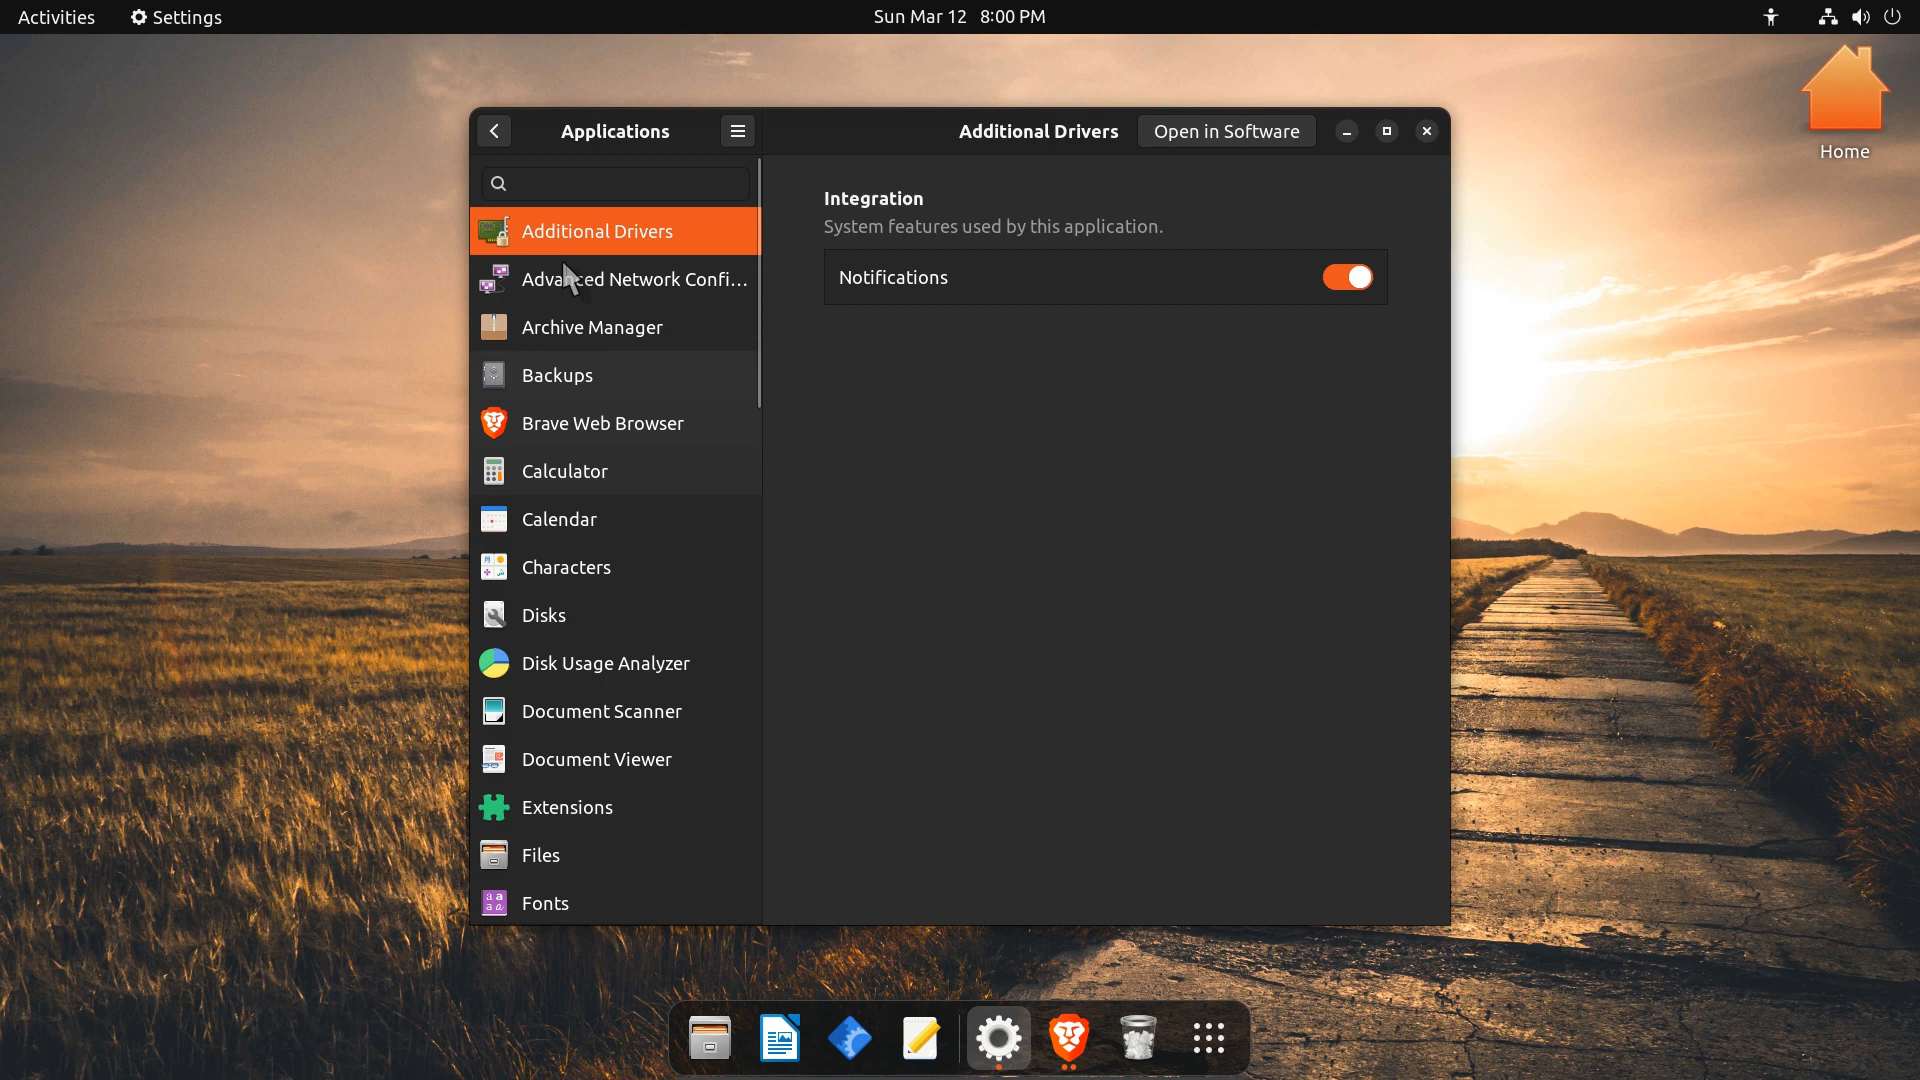 Activities
Settings
Sun Mar 12 8:00 PM
Home
Applications
Additional Drivers
Open in Software
Additional Drivers
Advanced Network Confi...
Archive Manager
Backups
Brave Web Browser
Calculator
Calendar
Characters
Disks
Disk Usage Analyzer
Document Scanner
Document Viewer
Extensions
Files
Fonts
Integration
System features used by this application.
Notifications